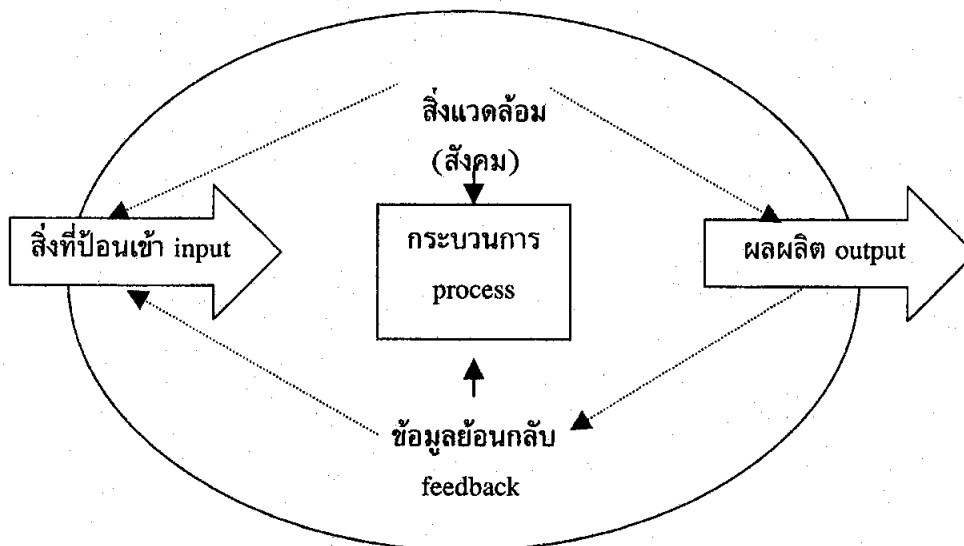 สิ่งแวดล้อม
(สังคม)
สิ่งที่ป้อนเข้า input
กระบวนการ
process
ผลผลิต output
ข้อมูลย้อนกลับ
feedback